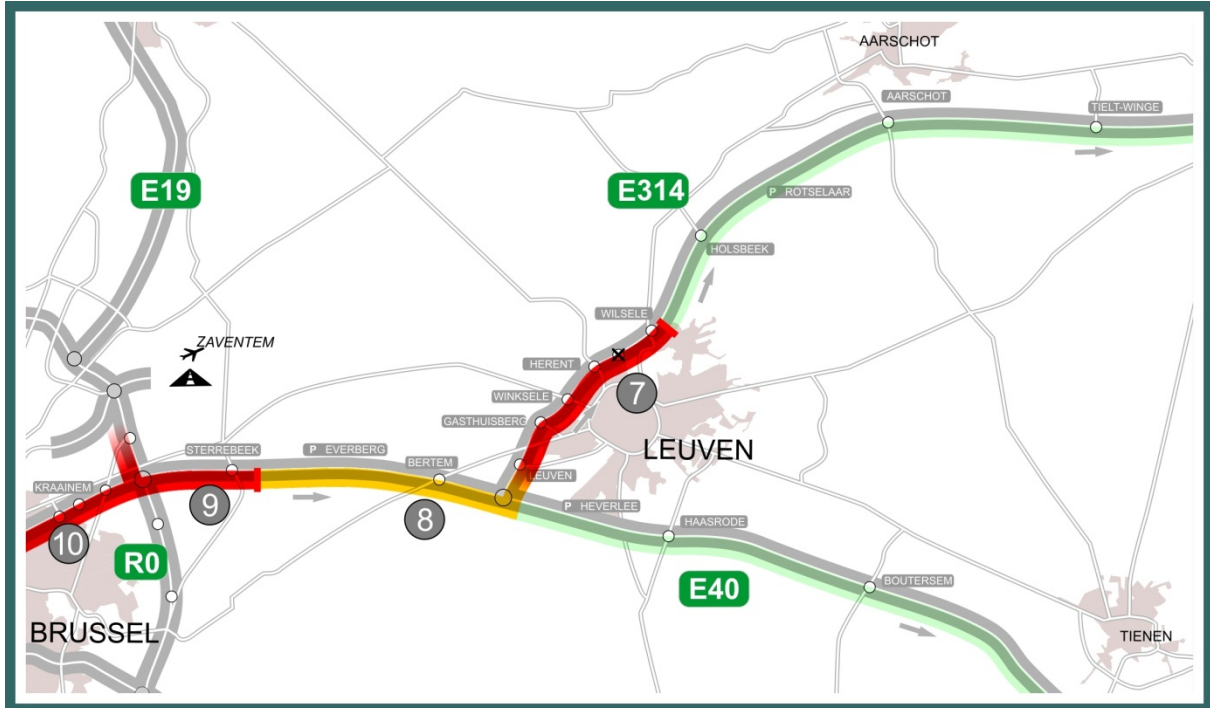 AARSCHOT
AARSCHOT
TIELT-WINGE
E19
E314
P ROTSELAAR
HOLSBEEK
WILSELE
ZAVENTEM
HERENT
7
WINKSELE
GASTHUISBERG
LEUVEN
STERREBEEK
P EVERBERG
BERTEM
LEUVEN
KRAAINEM
9
8
P HEVERLEE
HAASRODE
10
R0
E40
BOUTERSEM
BRUSSEL
TIENEN